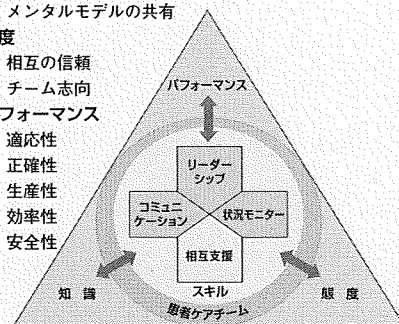 メンタルモデルの共有
度
相互の信頼
チーム志向
フォーマンス
適応性
正確性
生産性
効率性
安全性
パフォーマンス
リーダー
シップ
コミュニ
ケーション
状況モニター
相互支援
スキル
知識
態度
患者ケアチーム